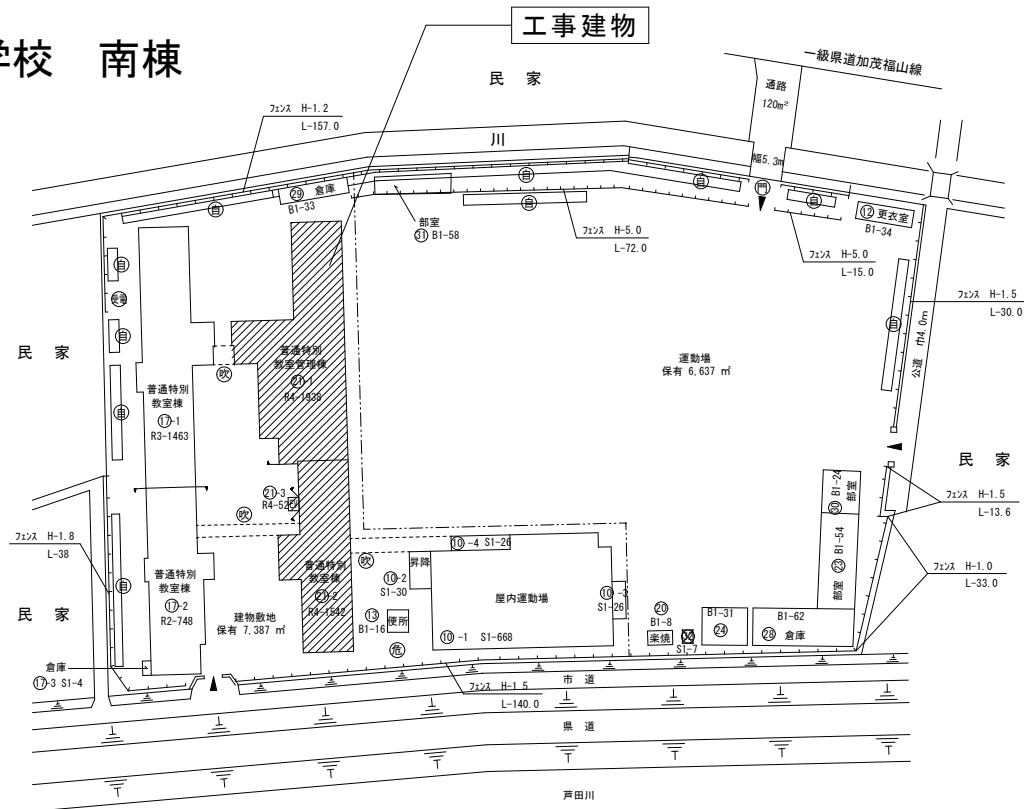 工事建物
学校　南棟
民　家
一級県道加茂福山線
通路
120m²
フェンス H-1.2
L-157.0
川
幅5.3m
門
自
自
自
自
自
㉙ 倉庫
B1-33
部室
㉛ B1-58
フェンス H-5.0
L-72.0
フェンス H-5.0
L-15.0
⑫ 更衣室
B1-34
自
受電
自
自
自
自
フェンス H-1.5
L-30.0
公道　巾4.0m
民　家
普通特別
教室管理棟
㉑-1
R4-1938
吹
運動場
保有 6,637 ㎡
普通特別
教室棟
⑰-1
R3-1463
民　家
㉑-3
R4-52
吹
㉚ B1-24
部室
フェンス H-1.5
L-13.6
部室 ㉓ B1-54
フェンス H-1.8
L-38
普通特別
教室棟
⑰-2
R2-748
普通特別
教室棟
㉑-2
R4-1542
吹
昇降
⑩-4 S1-26
⑩-2
S1-30
屋内運動場
⑩-3
S1-26
フェンス H-1.0
L-33.0
民　家
建物敷地
保有 7,387 ㎡
⑬
B1-16
便所
危
⑩-1 S1-668
⑳
B1-8
楽焼
S1-7
B1-31
㉔
B1-62
㉘ 倉庫
倉庫
⑰-3 S1-4
フェンス H-1.5
L-140.0
市 道
県 道
芦田川